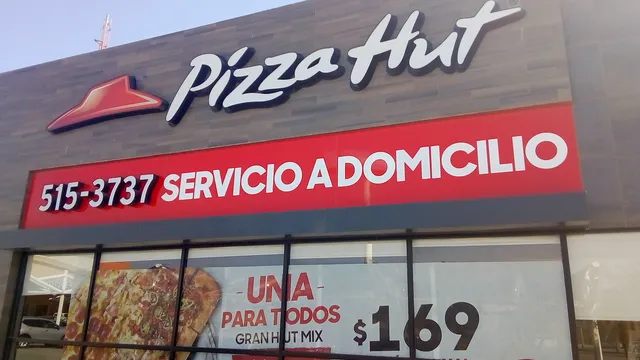 Pizza Hut
515-3737 SERVICIO A DOMICILIO
UNA
PARA TODOS
GRAN HUT MIX
$169